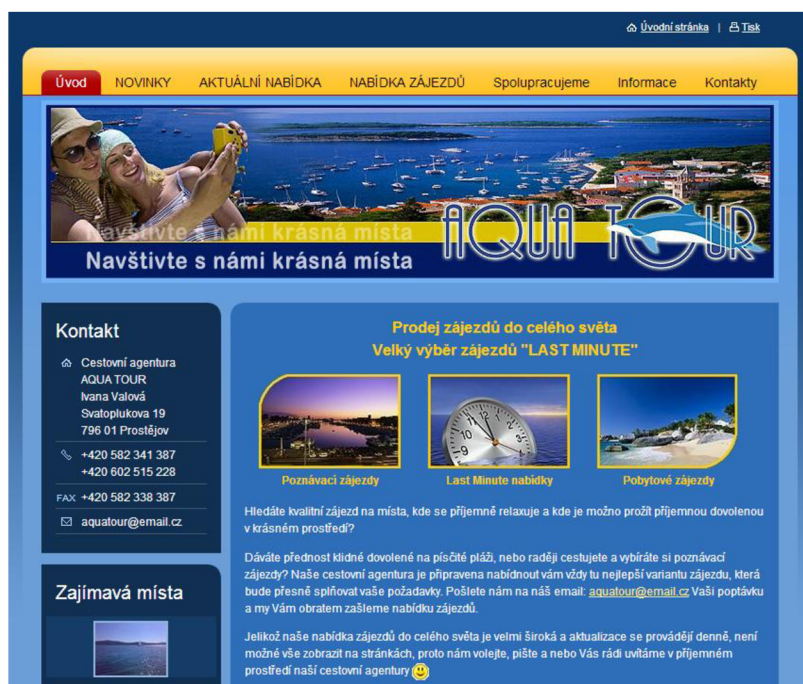 Úvodní stránka | Tisk
Úvod NOVINKY AKTUÁLNÍ NABÍDKA NABÍDKA ZÁJEZDŮ Spolupracujeme Informace Kontakty
Navštivte s námi krásná místa
AQUA TOUR
Navštivte s námi krásná místa
Kontakt
Cestovní agentura
AQUA TOUR
Ivana Valová
Svatoplukova 19
796 01 Prostějov
+420 582 341 387
+420 602 515 228
FAX +420 582 338 387
aquatour@email.cz
Zajímavá místa
Prodej zájezdů do celého světa
Velký výběr zájezdů "LAST MINUTE"
12
11
10
9
Poznávací zájezdy
Last Minute nabídky
Pobytové zájezdy
Hledáte kvalitní zájezd na místa, kde se příjemně relaxuje a kde je možno prožít příjemnou dovolenou
v krásném prostředí?
Dáváte přednost klidné dovolené na písčité pláži, nebo raději cestujete a vybíráte si poznávací
zájezdy? Naše cestovní agentura je připravena nabídnout vám vždy tu nejlepší variantu zájezdu, která
bude přesně splňovat vaše požadavky. Pošlete nám na náš email: aquatour@email.cz Vaši poptávku
a my Vám obratem zašleme nabídku zájezdů.
Jelikož naše nabídka zájezdů do celého světa je velmi široká a aktualizace se provádějí denně, není
možné vše zobrazit na stránkách, proto nám volejte, pište a nebo Vás rádi uvítáme v příjemném
prostředí naší cestovní agentury